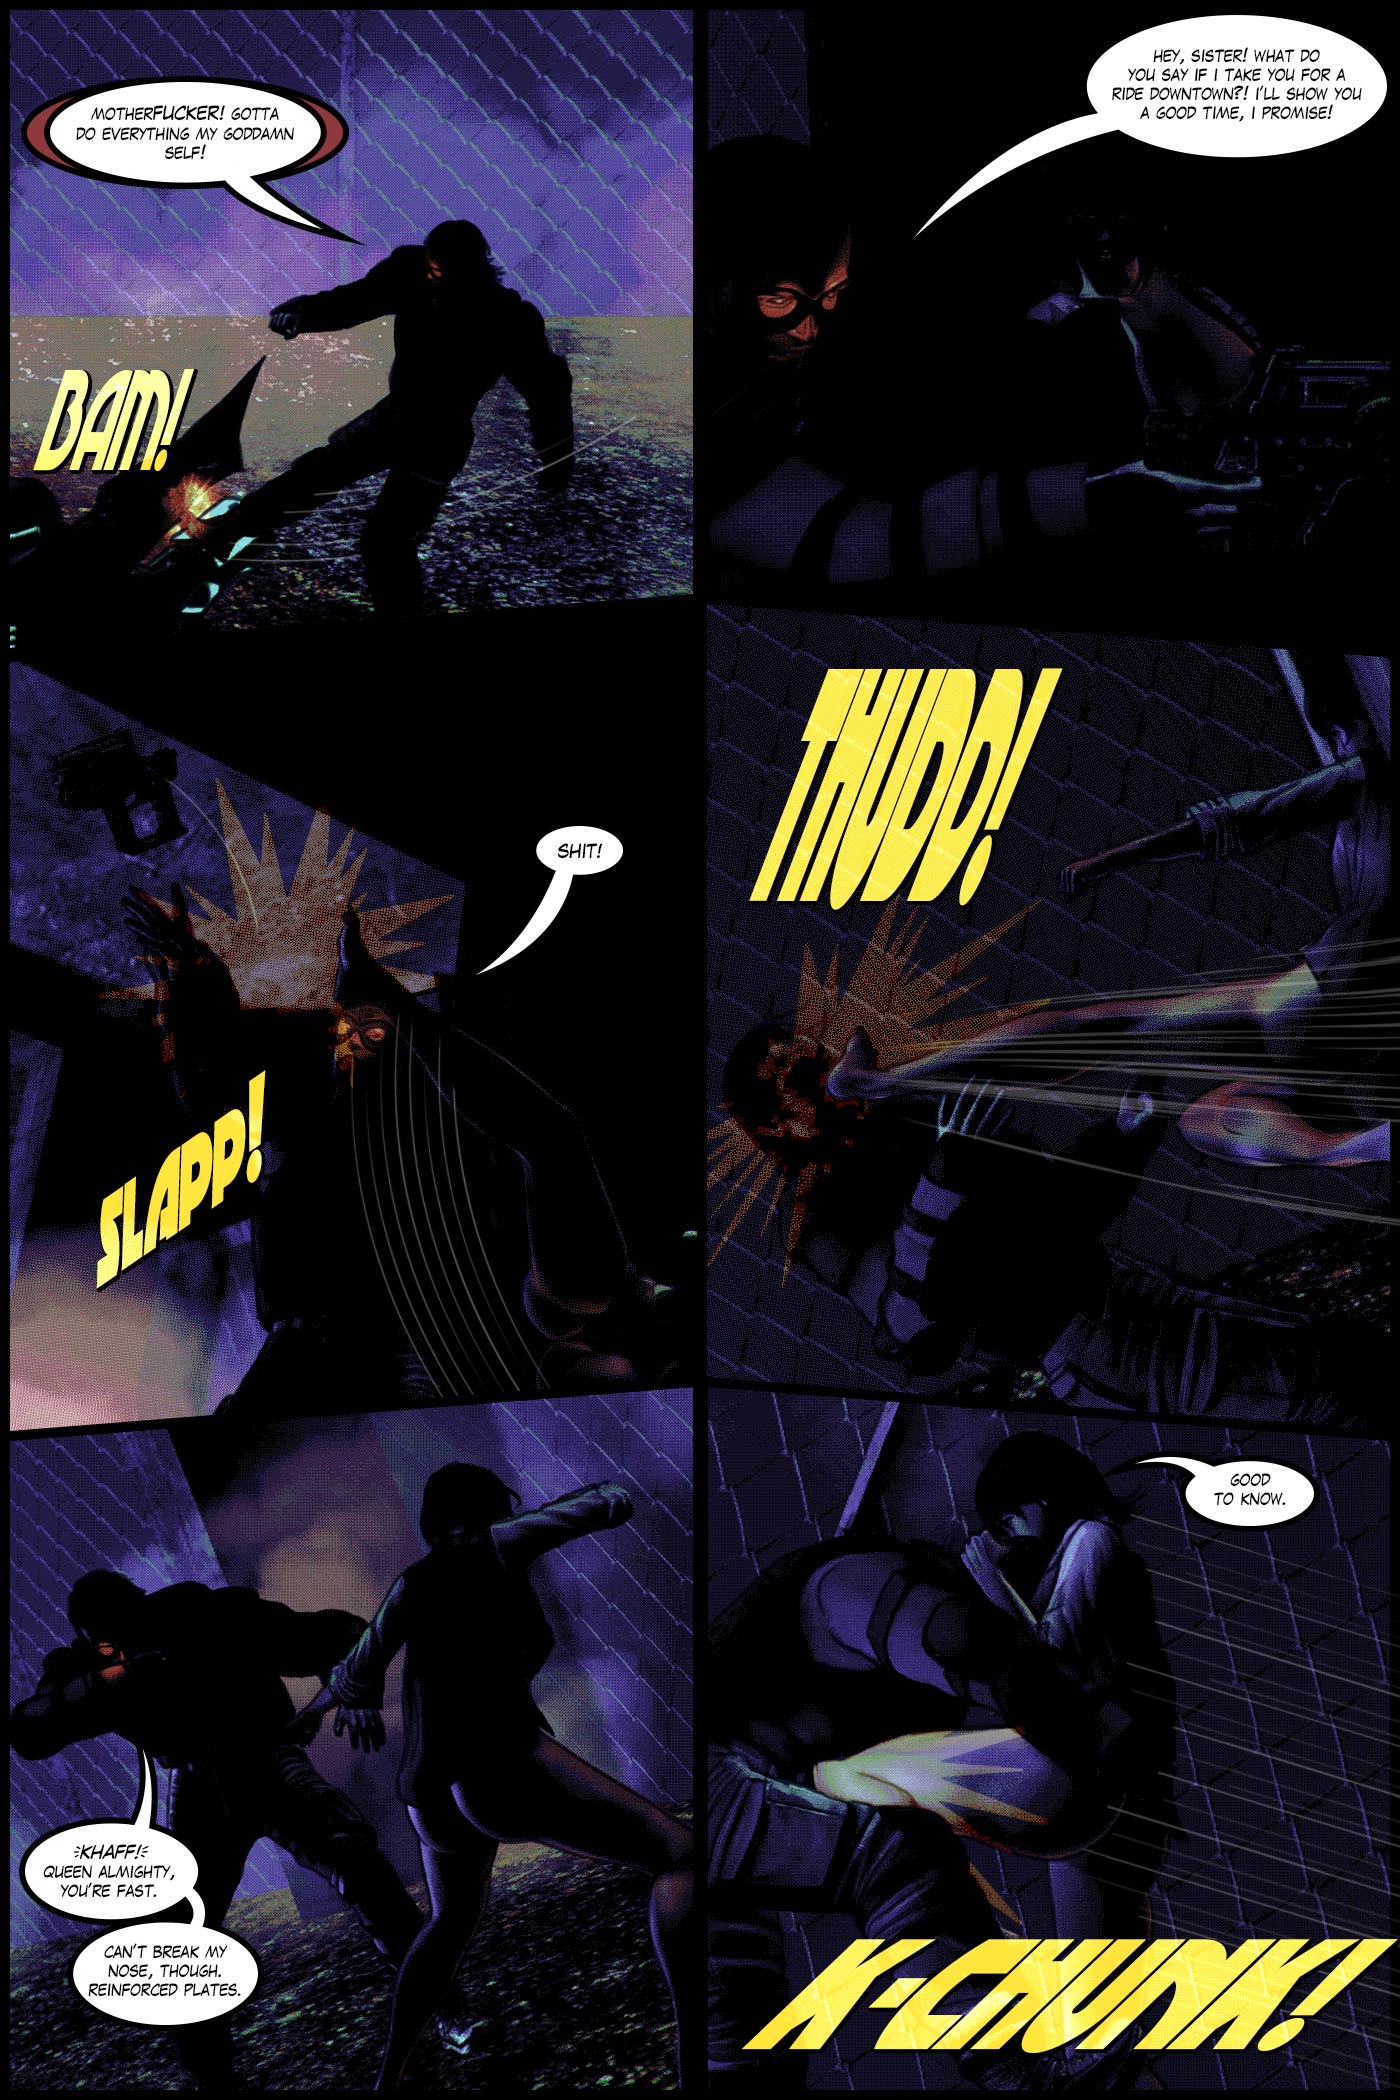 MOTHERFUCKER! GOTTA
DO EVERYTHING MY GODDAMN
SELF!
BAM!
HEY, SISTER! WHAT DO
YOU SAY IF I TAKE YOU FOR A
RIDE DOWNTOWN?! I'LL SHOW YOU
A GOOD TIME, I PROMISE!
SHIT!
SLAPP!
THUDD!
KHAFF!
QUEEN ALMIGHTY,
YOU'RE FAST.
CAN'T BREAK MY
NOSE, THOUGH.
REINFORCED PLATES.
GOOD
TO KNOW.
K-CHUNK!